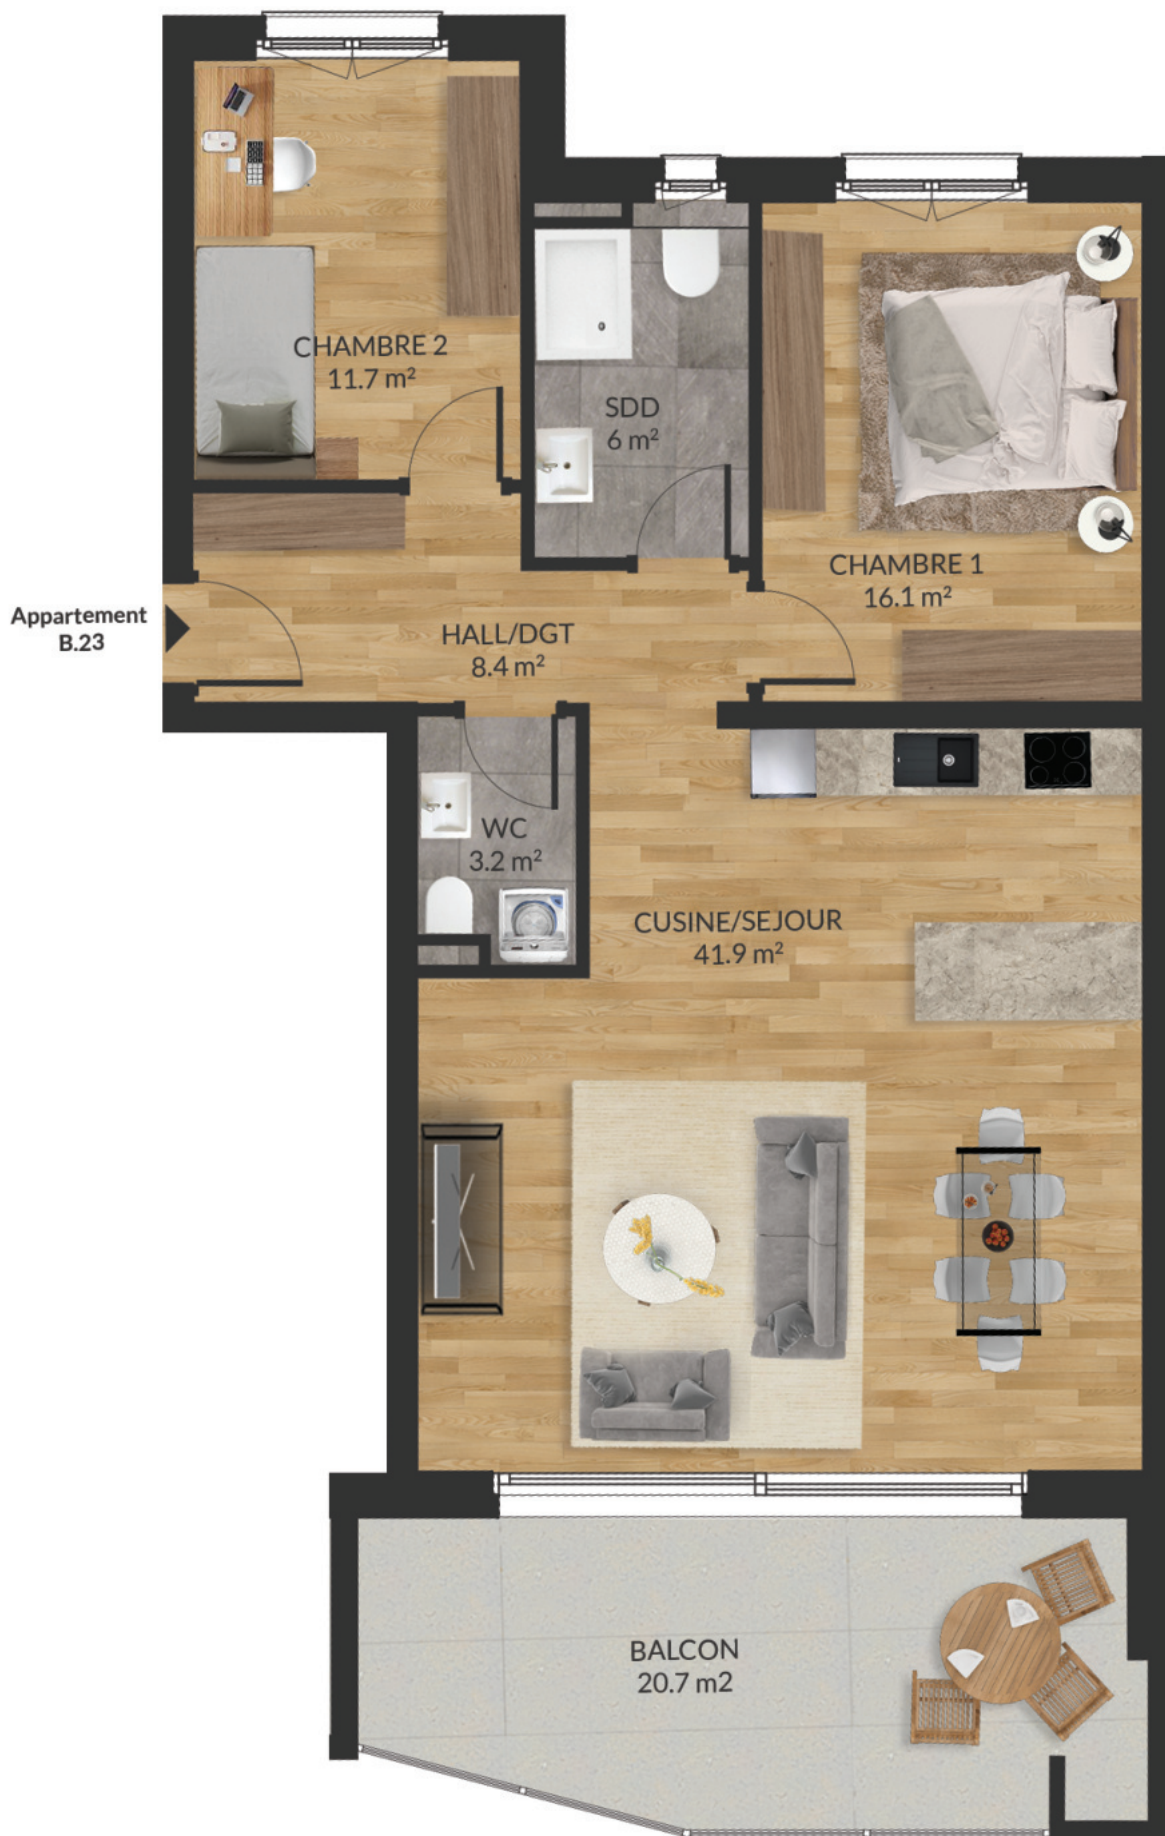 CHAMBRE 2
11.7 m²
SDD
6 m²
CHAMBRE 1
16.1 m²
Appartement
B.23
HALL/DGT
8.4 m²
WC
3.2 m²
CUSINE/SEJOUR
41.9 m²
BALCON
20.7 m2